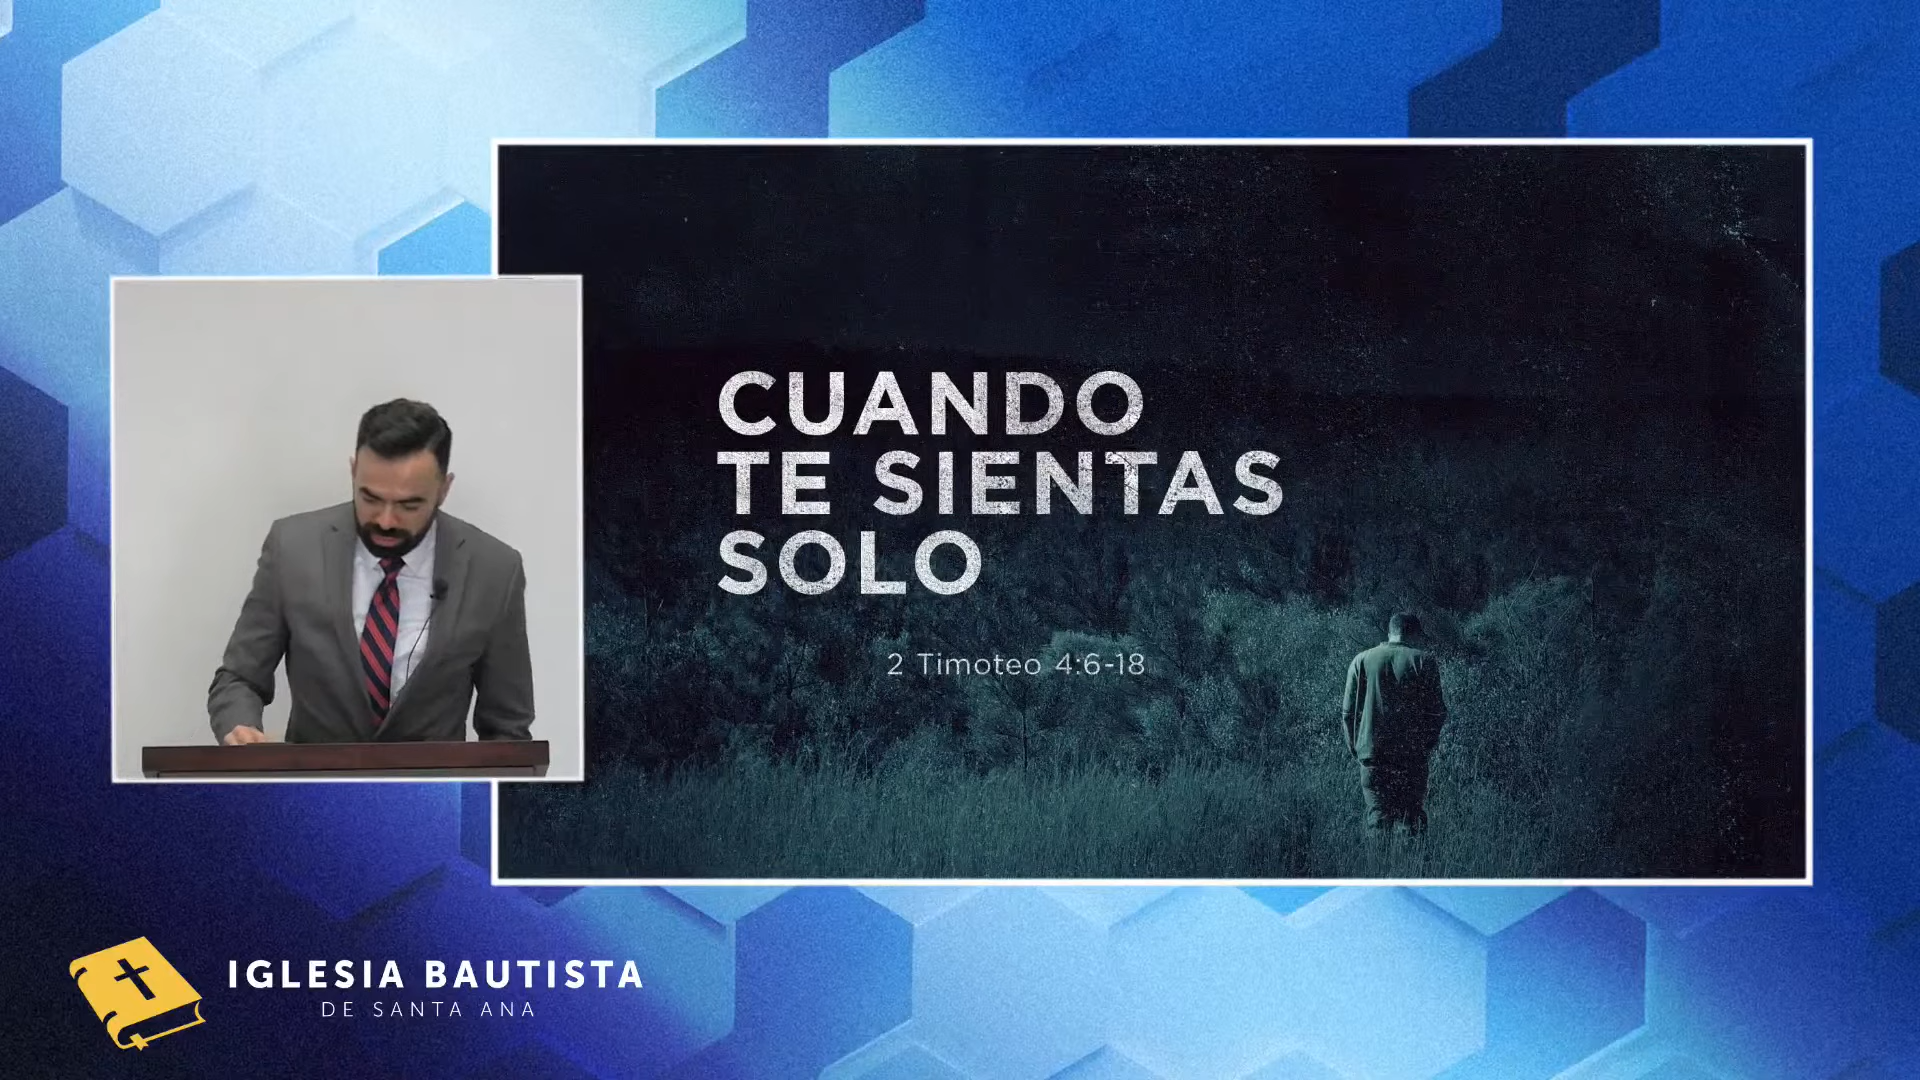 CUANDO
TE SIENTAS
SOLO
2 Timoteo 4:6-18
IGLESIA BAUTISTA
DE SANTA ANA